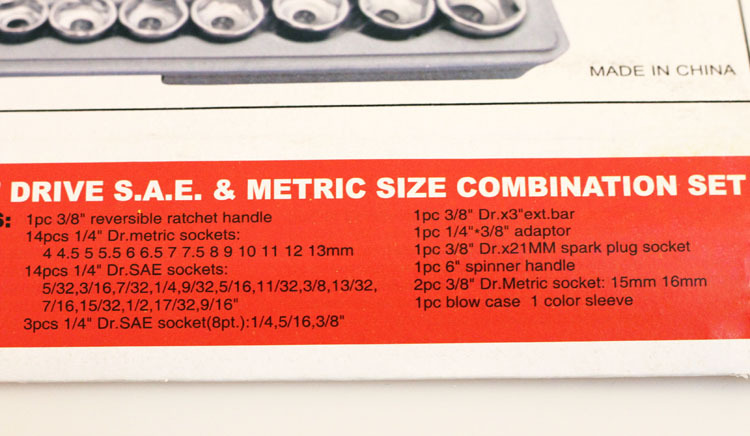 MADE IN CHINA
DRIVE S.A.E. & METRIC SIZE COMBINATION SET
S: 1pc 3/8" reversible ratchet handle
14pcs 1/4" Dr.metric sockets:
4 4.5 5 5.5 6 6.5 7 7.5 8 9 10 11 12 13mm
14pcs 1/4" Dr.SAE sockets:
5/32,3/16,7/32,1/4,9/32,5/16,11/32,3/8,13/32,
7/16,15/32,1/2,17/32,9/16"
3pcs 1/4" Dr.SAE socket(8pt.):1/4,5/16,3/8"
1pc 3/8" Dr.x3"ext.bar
1pc 1/4"*3/8" adaptor
1pc 3/8" Dr.x21MM spark plug socket
1pc 6" spinner handle
2pc 3/8" Dr.Metric socket: 15mm 16mm
1pc blow case 1 color sleeve